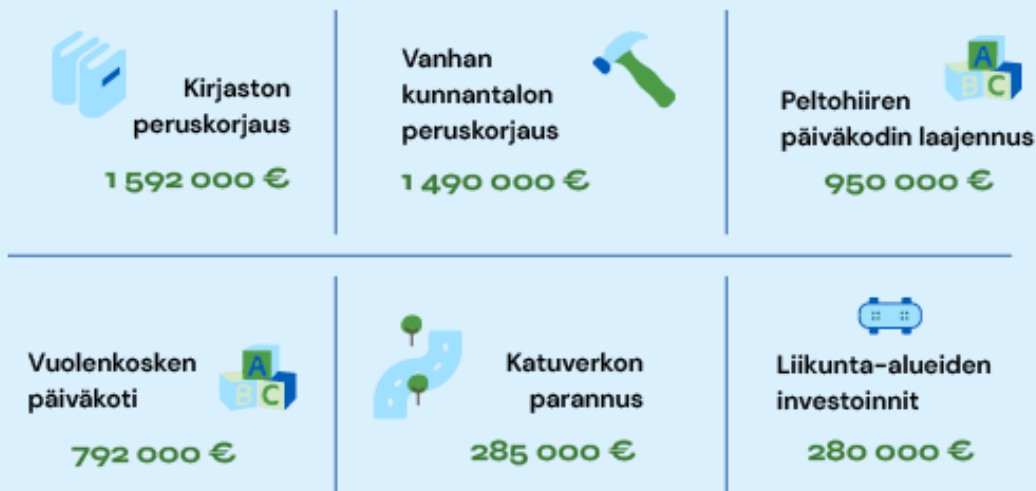 Kirjaston
peruskorjaus
1 592 000 €
Vanhan
kunnantalon
peruskorjaus
1 490 000 €
A
B C
Peltohiiren
päiväkodin laajennus
950 000 €
Vuolenkosken
päiväkoti
A
B C
792 000 €
Katuverkon
parannus
285 000 €
Liikunta-alueiden
investoinnit
280 000 €